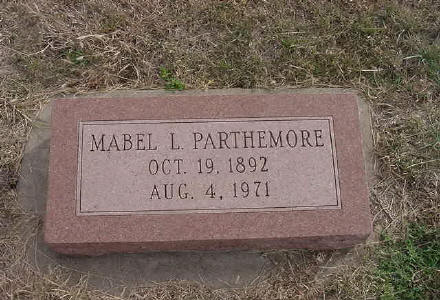 MABEL L. PARTHEMORE
OCT. 19, 1892
AUG. 4, 1971